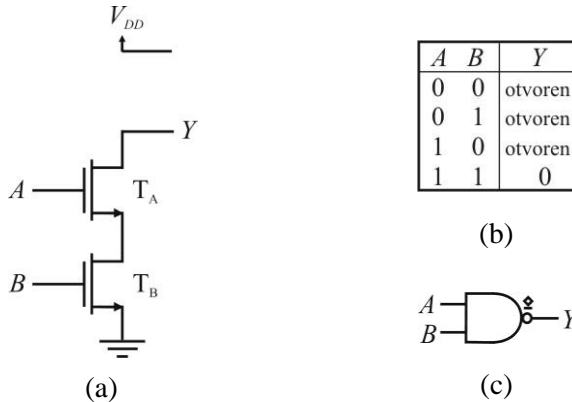 V_DD
Y
A
T_A
B
T_B
(a)
A B Y
0 0 otvoren
0 1 otvoren
1 0 otvoren
1 1 0
(b)
A
B
Y
(c)